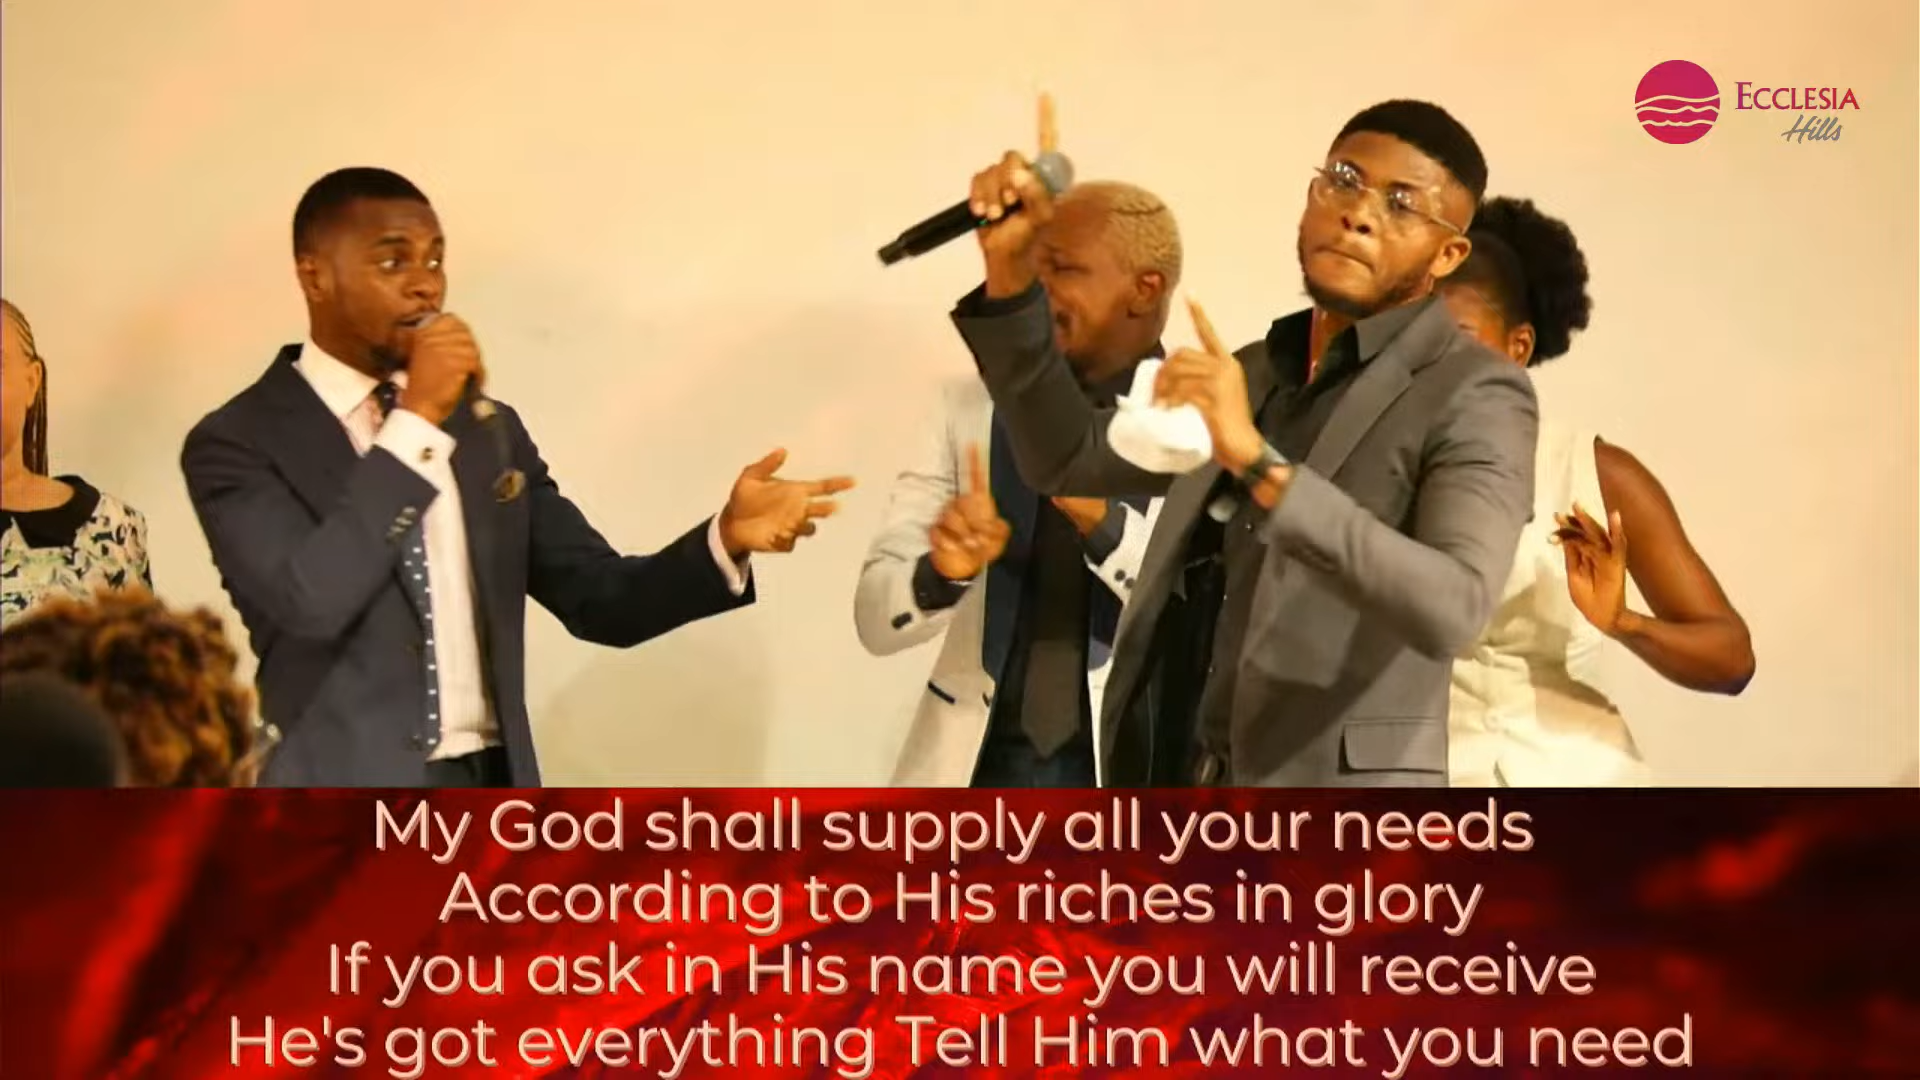 ECCLESIA
Hills
My God shall supply all your needs
According to His riches in glory
If you ask in His name you will receive
He's got everything Tell Him what you need